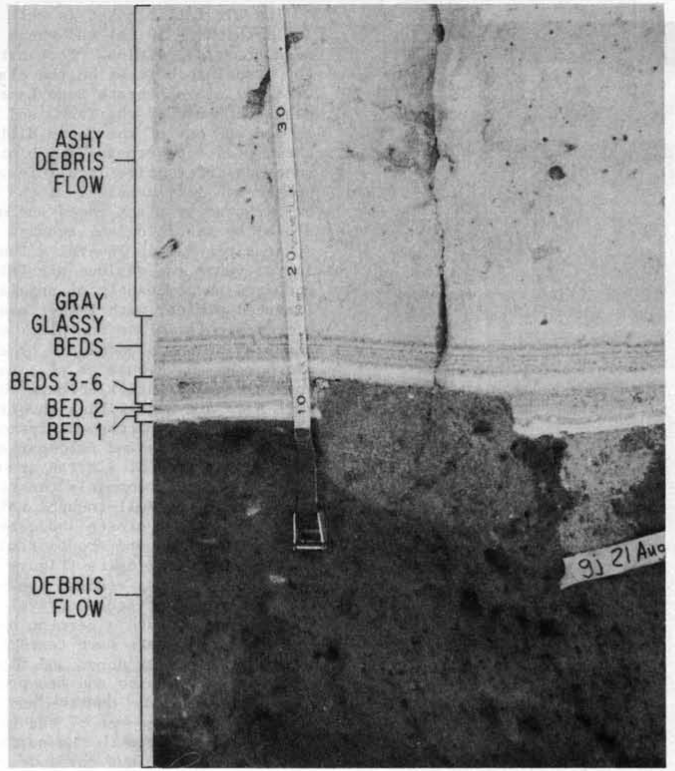 ASHY
DEBRIS
FLOW
GRAY
GLASSY
BEDS
BEDS 3-6
BED 2
BED 1
DEBRIS
FLOW
30
20
10
gj 21 Aug